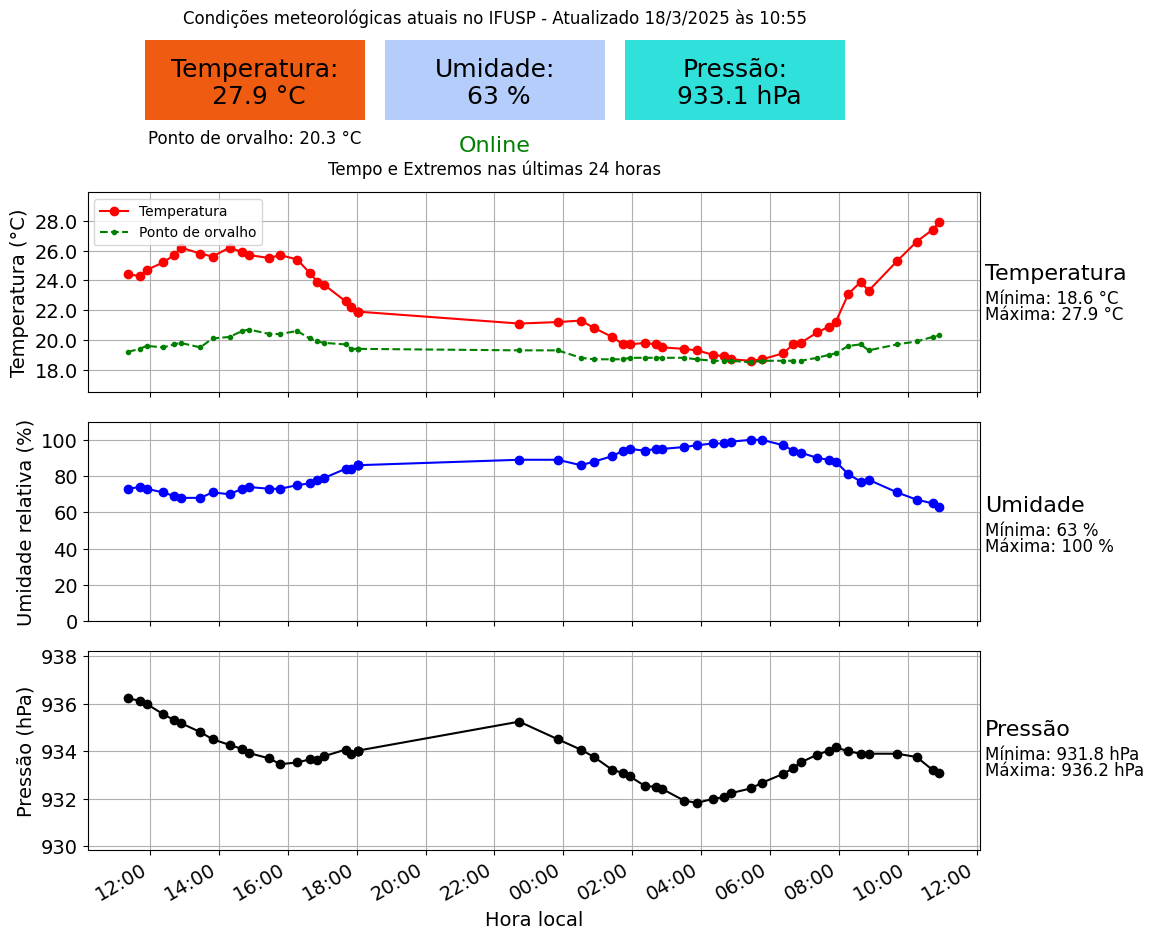 Condições meteorológicas atuais no IFUSP - Atualizado 18/3/2025 às 10:55
Temperatura:
27.9 °C
Umidade:
63 %
Pressão:
933.1 hPa
Ponto de orvalho: 20.3 °C
Online
Tempo e Extremos nas últimas 24 horas
Temperatura (°C)
28.0
26.0
24.0
22.0
20.0
18.0
Temperatura
Ponto de orvalho
Temperatura
Mínima: 18.6 °C
Máxima: 27.9 °C
Umidade relativa (%)
100
80
60
40
20
0
Umidade
Mínima: 63 %
Máxima: 100 %
Pressão (hPa)
938
936
934
932
930
Pressão
Mínima: 931.8 hPa
Máxima: 936.2 hPa
12:00 14:00 16:00 18:00 20:00 22:00 00:00 02:00 04:00 06:00 08:00 10:00 12:00
Hora local